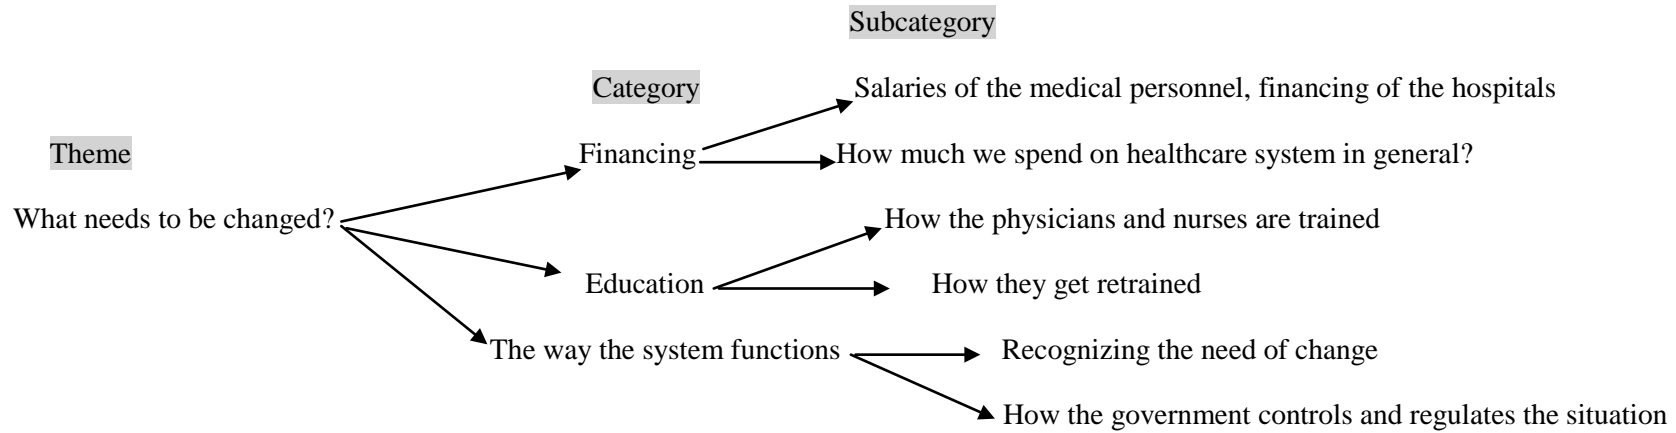 Subcategory
Category
Salaries of the medical personnel, financing of the hospitals
Theme
Financing
How much we spend on healthcare system in general?
What needs to be changed?
How the physicians and nurses are trained
Education
How they get retrained
The way the system functions
Recognizing the need of change
How the government controls and regulates the situation